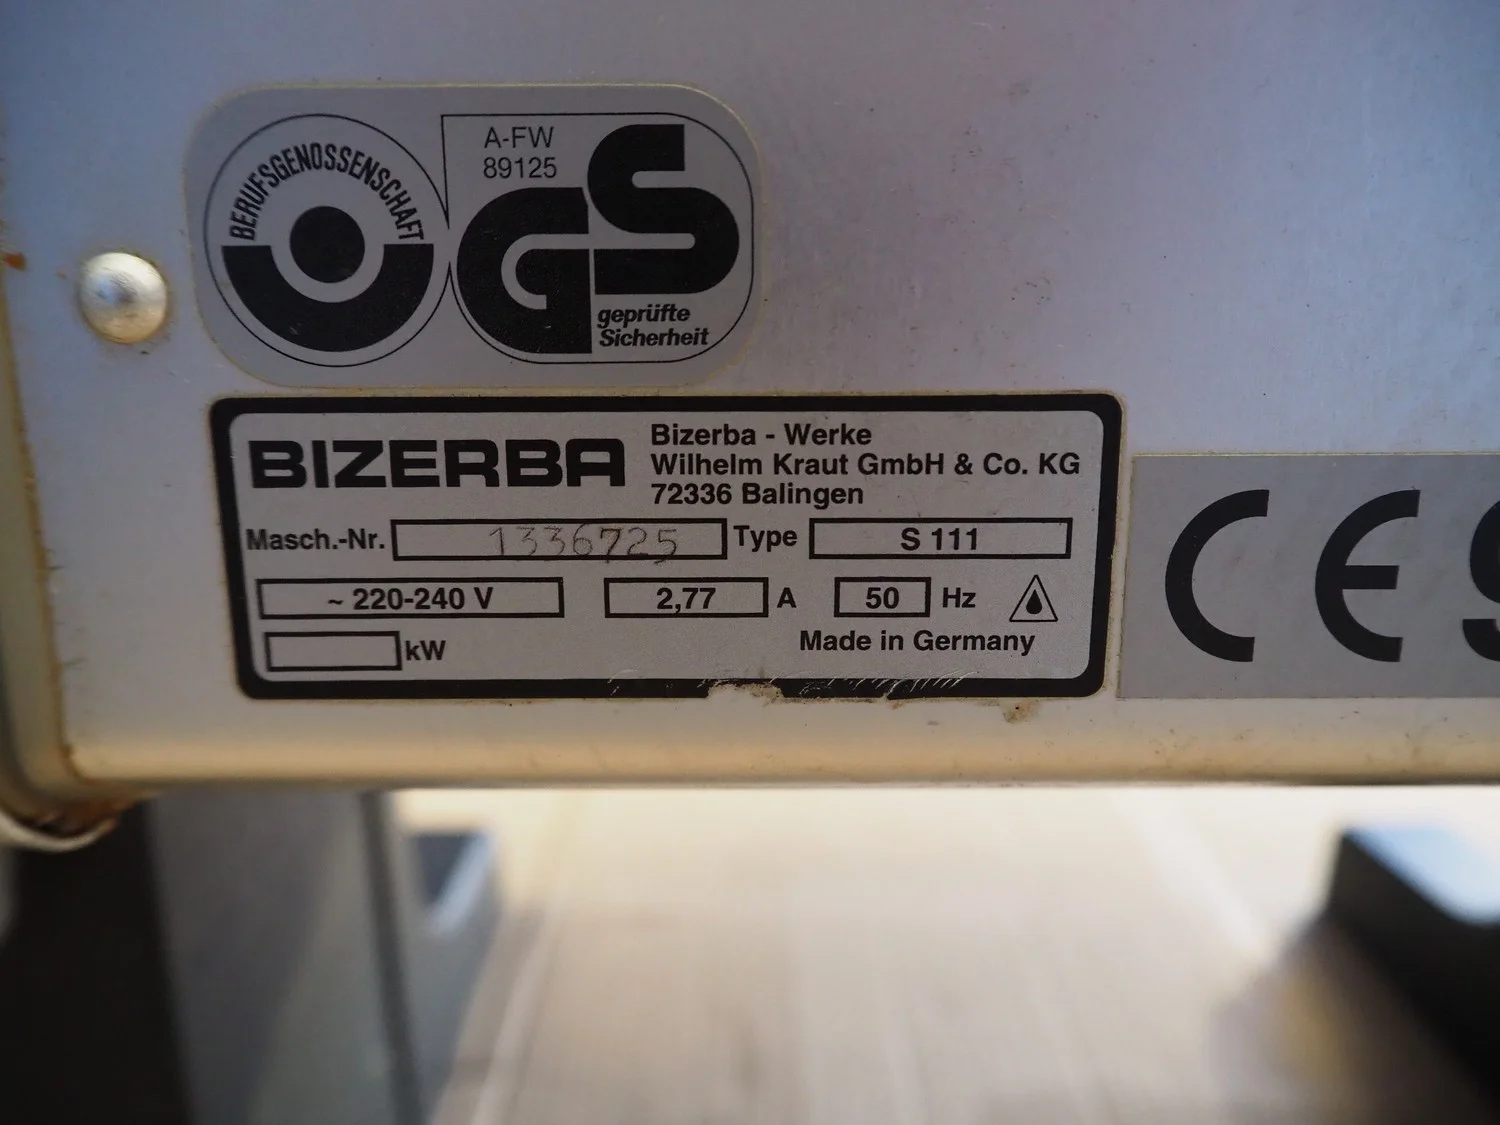 BERUFSGENOSSENSCHAFT
A-FW
89125
GS
geprüfte
Sicherheit
BIZERBA
Bizerba - Werke
Wilhelm Kraut GmbH & Co. KG
72336 Balingen
Masch.-Nr. 1336725 Type S 111
~ 220-240 V 2,77 A 50 Hz
kW Made in Germany
CE